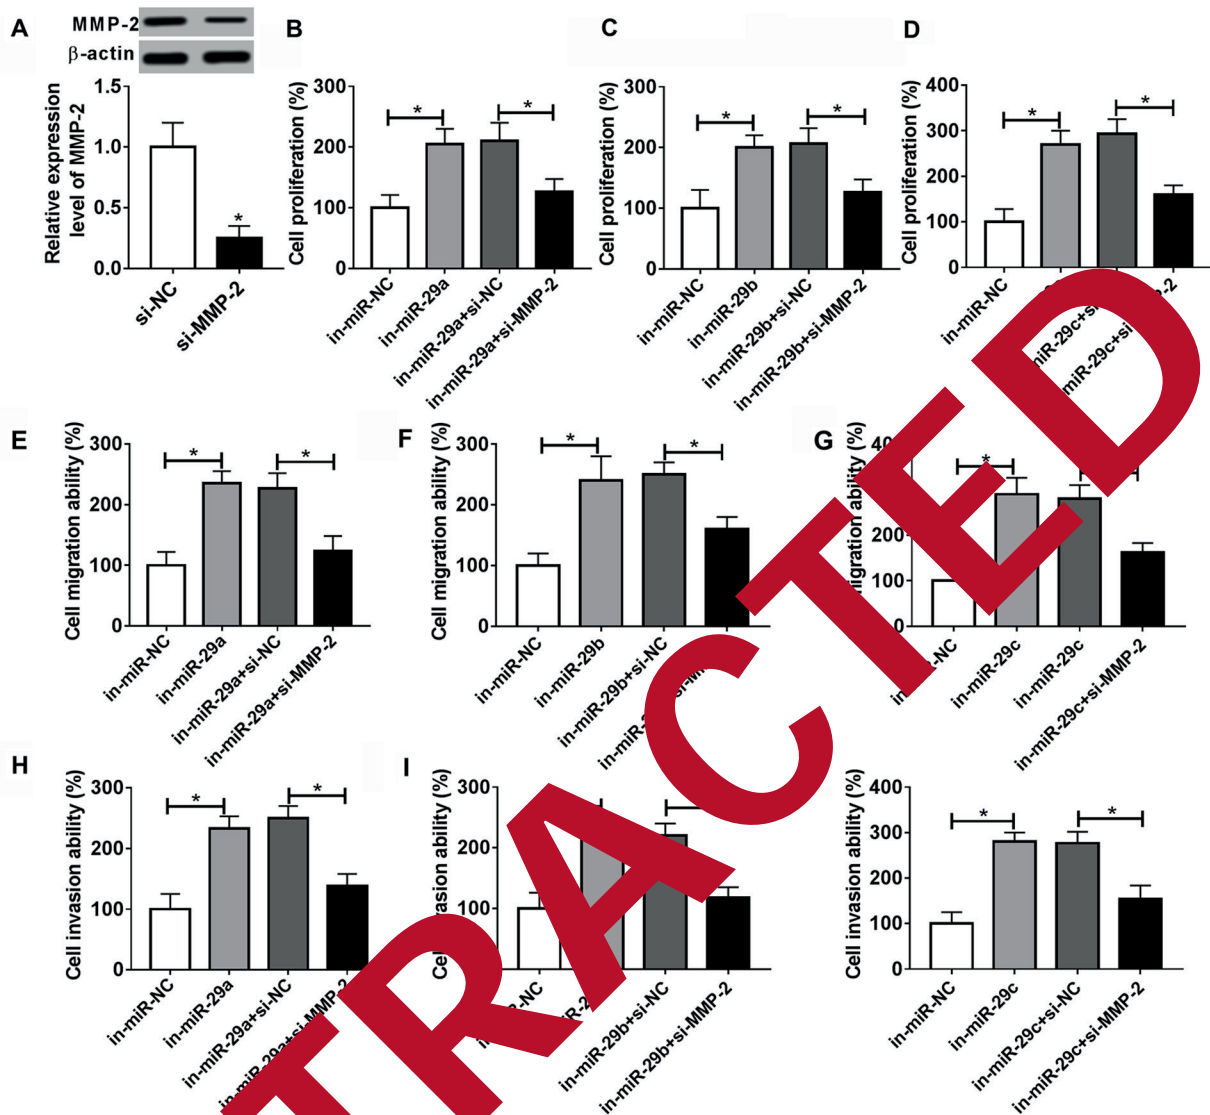 A
MMP-2
β-actin
Relative expression
level of MMP-2
1.5
1.0
0.5
0.0
*
si-NC
si-MMP-2
B
Cell proliferation (%)
300
200
100
0
*
*
in-miR-NC
in-miR-29a
in-miR-29a+si-NC
in-miR-29a+si-MMP-2
C
Cell proliferation (%)
300
200
100
0
*
*
in-miR-NC
in-miR-29b
in-miR-29b+si-NC
in-miR-29b+si-MMP-2
D
Cell proliferation (%)
400
300
200
100
0
*
*
in-miR-NC
E
Cell migration ability (%)
300
200
100
0
*
*
in-miR-NC
in-miR-29a
in-miR-29a+si-NC
in-miR-29a+si-MMP-2
F
Cell migration ability (%)
300
200
100
0
*
*
in-miR-NC
in-miR-29b
in-miR-29b+si-NC
G
migration ability (%)
200
100
0
*
in-miR-29c
in-miR-29c
in-miR-29c+si-MMP-2
H
Cell invasion ability (%)
300
200
100
0
*
*
in-miR-NC
in-miR-29a
in-miR-29a+si-NC
in-miR-29a+si-MMP-2
I
ability (%)
300
200
100
0
in-miR-29b+si-NC
in-miR-29b+si-MMP-2
Cell invasion ability (%)
400
300
200
100
0
*
*
in-miR-NC
in-miR-29c
in-miR-29c+si-NC
in-miR-29c+si-MMP-2
TRACTED